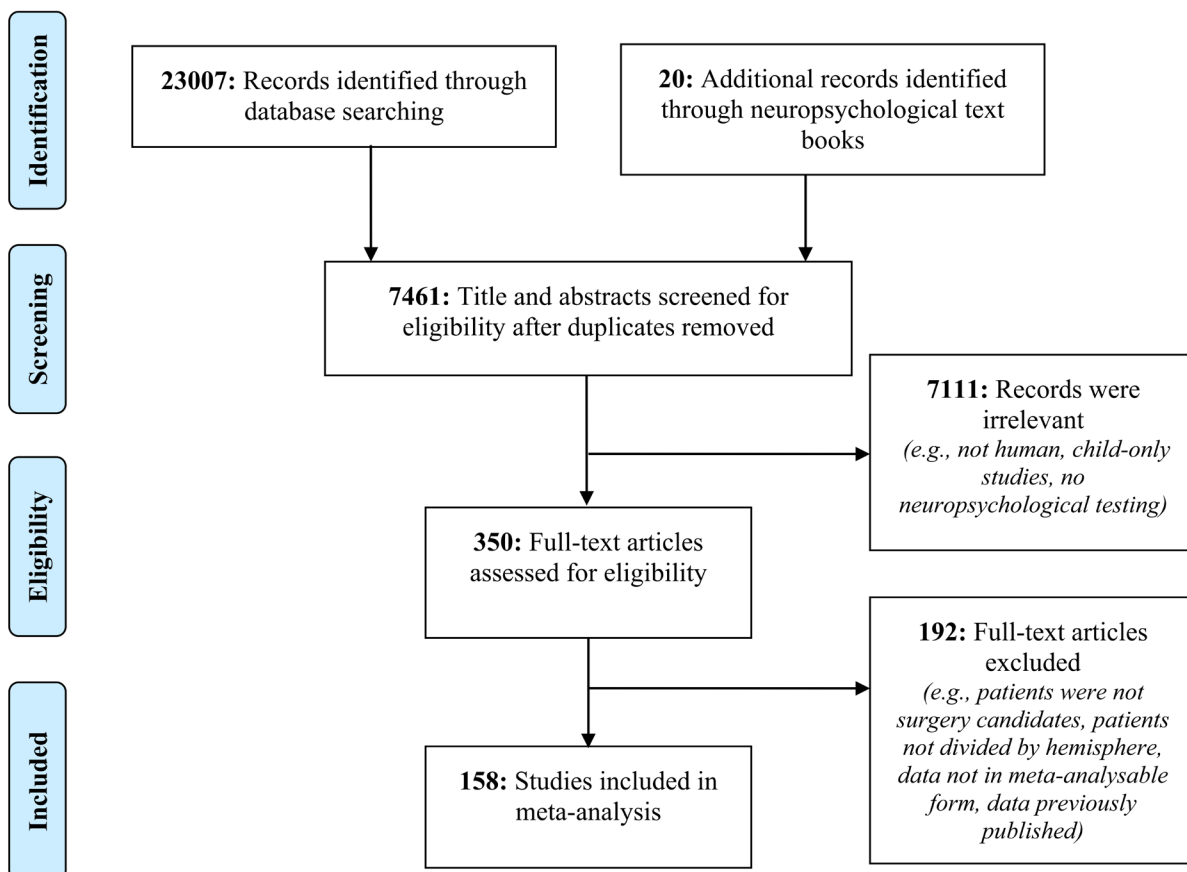 Identification
23007: Records identified through
database searching
20: Additional records identified
through neuropsychological text
books
Screening
7461: Title and abstracts screened for
eligibility after duplicates removed
7111: Records were
irrelevant
(e.g., not human, child-only
studies, no
neuropsychological testing)
Eligibility
350: Full-text articles
assessed for eligibility
192: Full-text articles
excluded
(e.g., patients were not
surgery candidates, patients
not divided by hemisphere,
data not in meta-analysable
form, data previously
published)
Included
158: Studies included in
meta-analysis